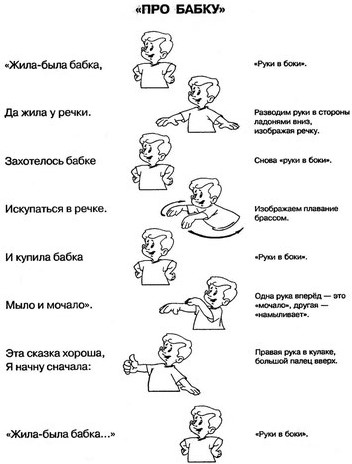 «ПРО БАБКУ»
«Жила-была бабка,
«Руки в боки».
Да жила у речки.
Разводим руки в стороны
ладонями вниз,
изображая речку.
Захотелось бабке
Снова «руки в боки».
Искупаться в речке.
Изображаем плавание
брассом.
И купила бабка
«Руки в боки».
Мыло и мочало».
Одна рука вперёд — это
«мочало», другая —
«намыливает».
Эта сказка хороша,
Я начну сначала:
Правая рука в кулаке,
большой палец вверх.
«Жила-была бабка...»
«Руки в боки».